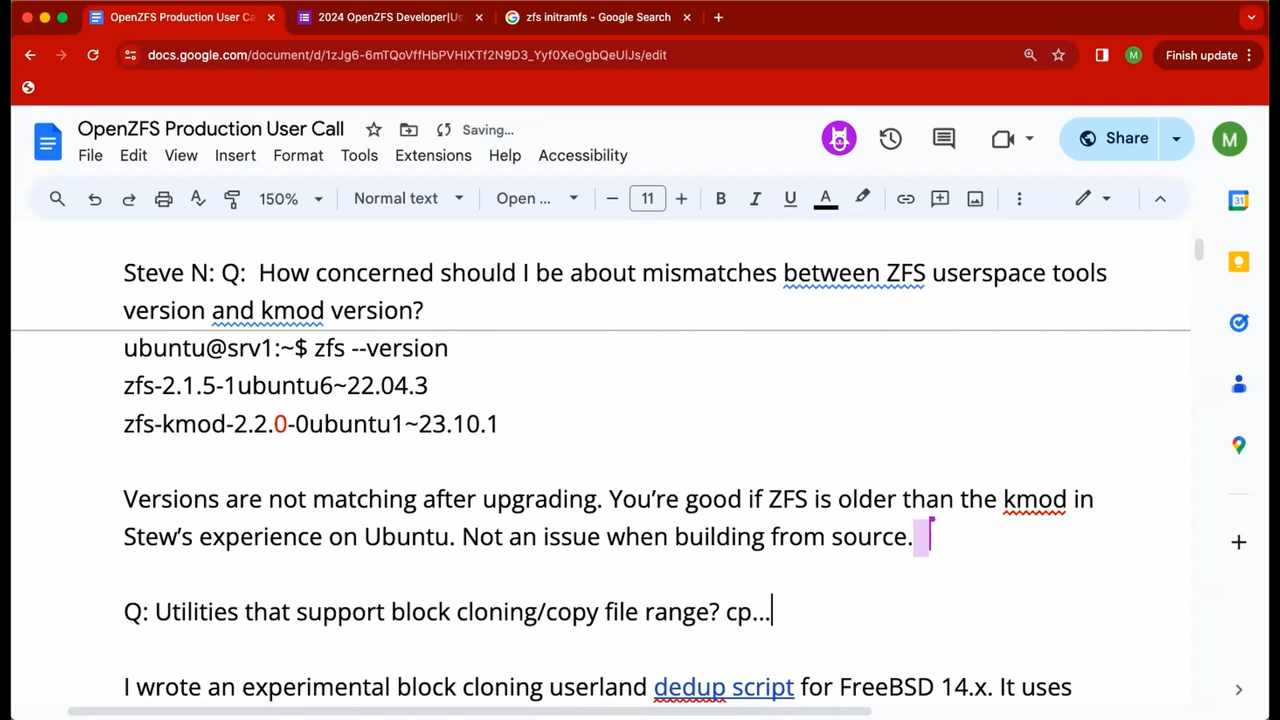 OpenZFS Production User Ca
2024 OpenZFS Developer|Us
zfs initramfs - Google Search
docs.google.com/document/d/1zJg6-6mTQoVffHbPVHIXTf2N9D3_Yyf0XeOgbQeUlJs/edit
M
Finish update
OpenZFS Production User Call
Saving…
Share
M
File Edit View Insert Format Tools Extensions Help Accessibility
150% Normal text Open ... 11 B I U A
31
Steve N: Q:  How concerned should I be about mismatches between ZFS userspace tools
version and kmod version?
ubuntu@srv1:~$ zfs --version
zfs-2.1.5-1ubuntu6~22.04.3
zfs-kmod-2.2.0-0ubuntu1~23.10.1
Versions are not matching after upgrading. You’re good if ZFS is older than the kmod in
Stew’s experience on Ubuntu. Not an issue when building from source.
Q: Utilities that support block cloning/copy file range? cp...
I wrote an experimental block cloning userland dedup script for FreeBSD 14.x. It uses